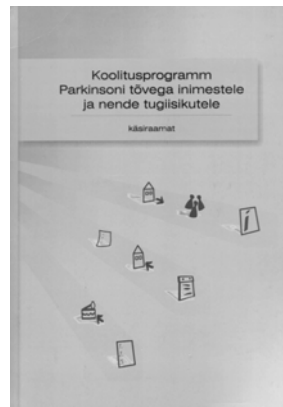 Koolitusprogramm
Parkinsoni tõvega inimestele
ja nende tugiisikutele
käsiraamat
i